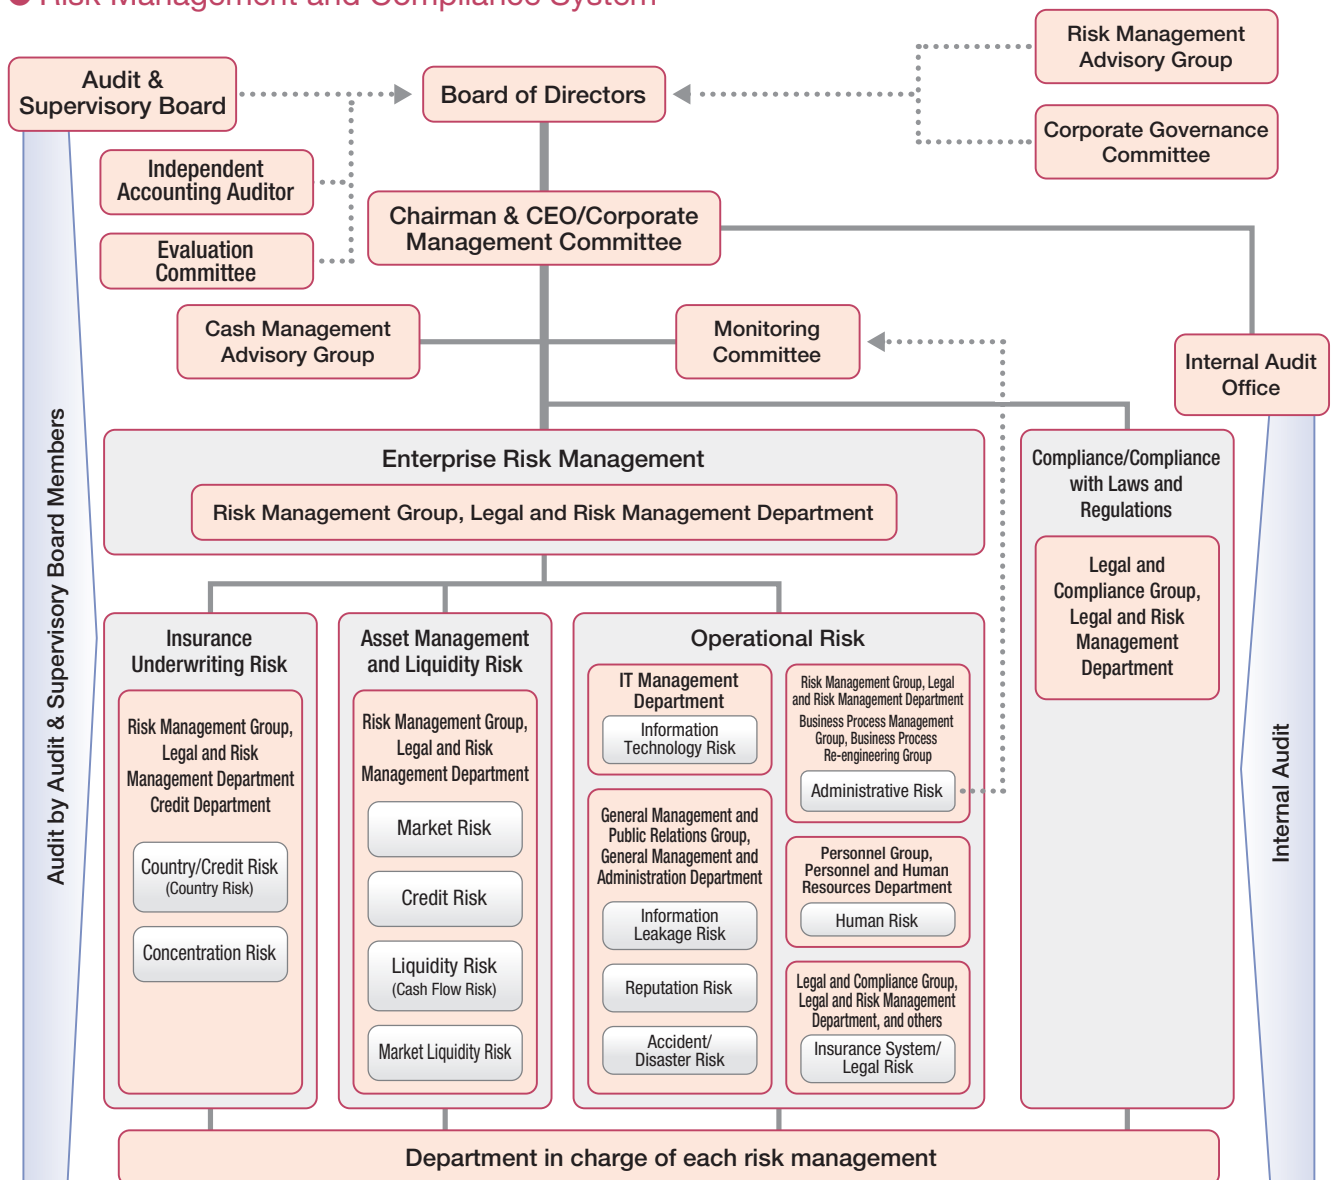 ● Risk Management and Compliance System
Risk Management
Advisory Group
Audit &
Supervisory Board
Board of Directors
Corporate Governance
Committee
Independent
Accounting Auditor
Chairman & CEO/Corporate
Management Committee
Evaluation
Committee
Cash Management
Advisory Group
Monitoring
Committee
Internal Audit
Office
Audit by Audit & Supervisory Board Members
Enterprise Risk Management
Risk Management Group, Legal and Risk Management Department
Compliance/Compliance
with Laws and
Regulations
Legal and
Compliance Group,
Legal and Risk
Management
Department
Insurance
Underwriting Risk
Risk Management Group,
Legal and Risk
Management Department
Credit Department
Country/Credit Risk
(Country Risk)
Concentration Risk
Asset Management
and Liquidity Risk
Risk Management Group,
Legal and Risk
Management Department
Market Risk
Credit Risk
Liquidity Risk
(Cash Flow Risk)
Market Liquidity Risk
Operational Risk
IT Management
Department
Information
Technology Risk
General Management and
Public Relations Group,
General Management and
Administration Department
Information
Leakage Risk
Reputation Risk
Accident/
Disaster Risk
Risk Management Group, Legal
and Risk Management Department
Business Process Management
Group, Business Process
Re-engineering Group
Administrative Risk
Personnel Group,
Personnel and Human
Resources Department
Human Risk
Legal and Compliance Group,
Legal and Risk Management
Department, and others
Insurance System/
Legal Risk
Internal Audit
Department in charge of each risk management